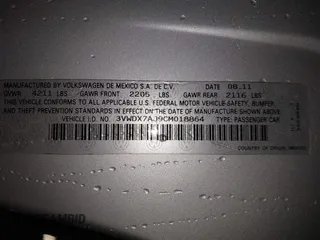 MANUFACTURED BY VOLKSWAGEN DE MEXICO S.A. DE C.V. DATE 08.11
GVWR 4211 LBS GAWR FRONT 2205 LBS GAWR REAR 2116 LBS
THIS VEHICLE CONFORMS TO ALL APPLICABLE U.S. FEDERAL MOTOR VEHICLE SAFETY, BUMPER,
AND THEFT PREVENTION STANDARDS IN EFFECT ON THE DATE OF MANUFACTURE SHOWN ABOVE.
VEHICLE I.D. NO. 3VWDX7AJ9CM018864 TYPE: PASSENGER CAR
COUNTRY OF ORIGIN: MEXICO